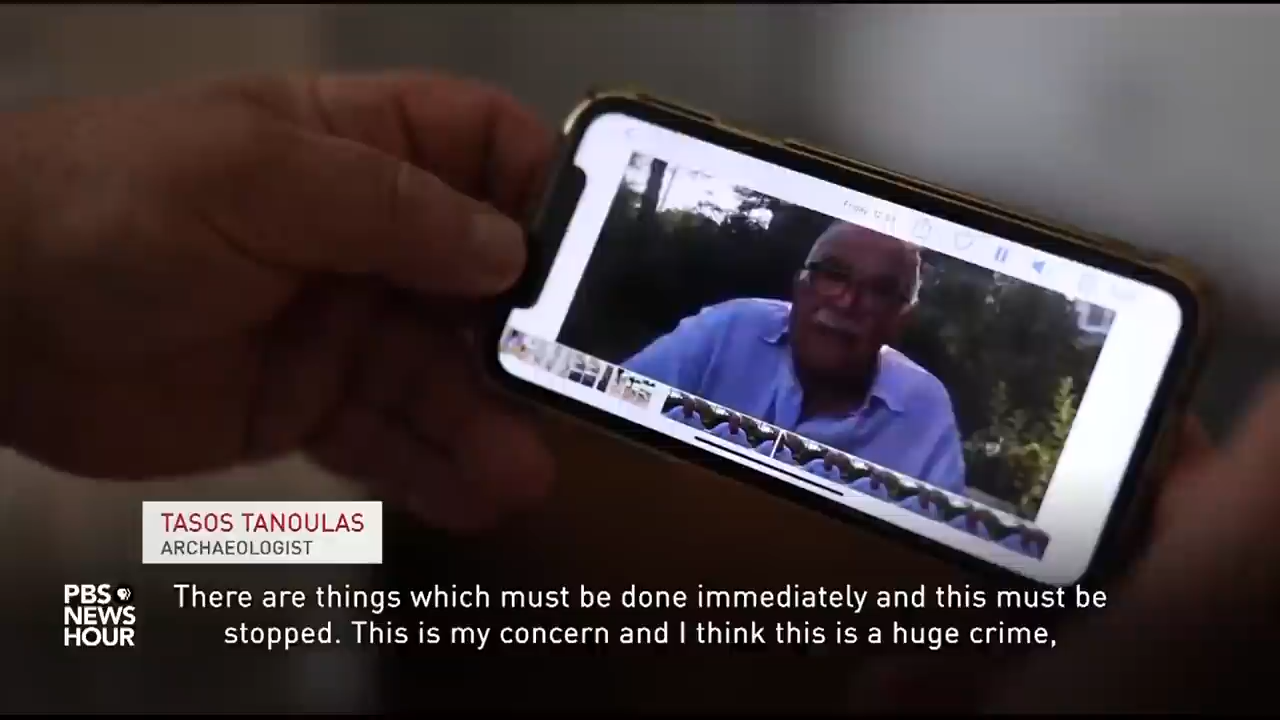 TASOS TANOULAS
ARCHAEOLOGIST
PBS
NEWS
HOUR
There are things which must be done immediately and this must be
stopped. This is my concern and I think this is a huge crime,